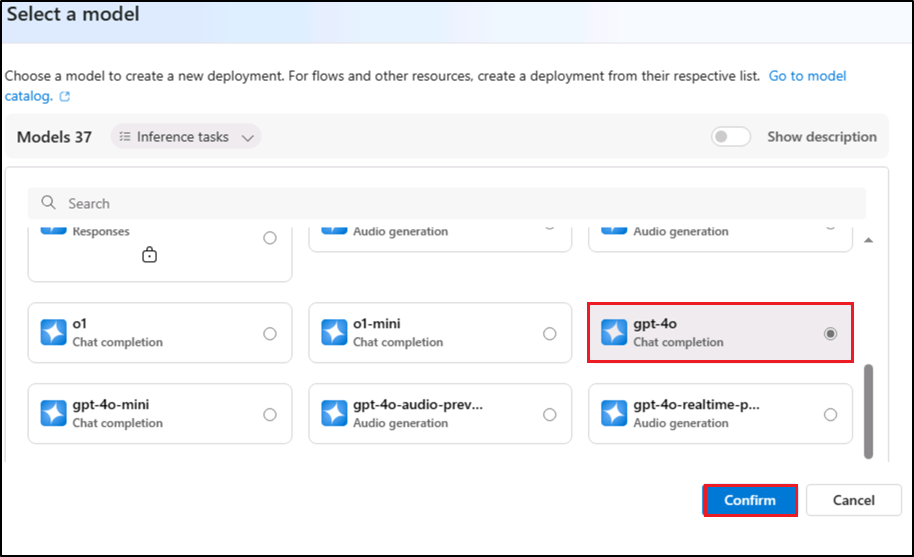 Select a model
Choose a model to create a new deployment. For flows and other resources, create a deployment from their respective list. Go to model
catalog.
Models 37 Inference tasks Show description
Search
Responses Audio generation Audio generation
o1 o1-mini gpt-4o
Chat completion Chat completion Chat completion
gpt-4o-mini gpt-4o-audio-prev... gpt-4o-realtime-p...
Chat completion Audio generation Audio generation
Confirm Cancel